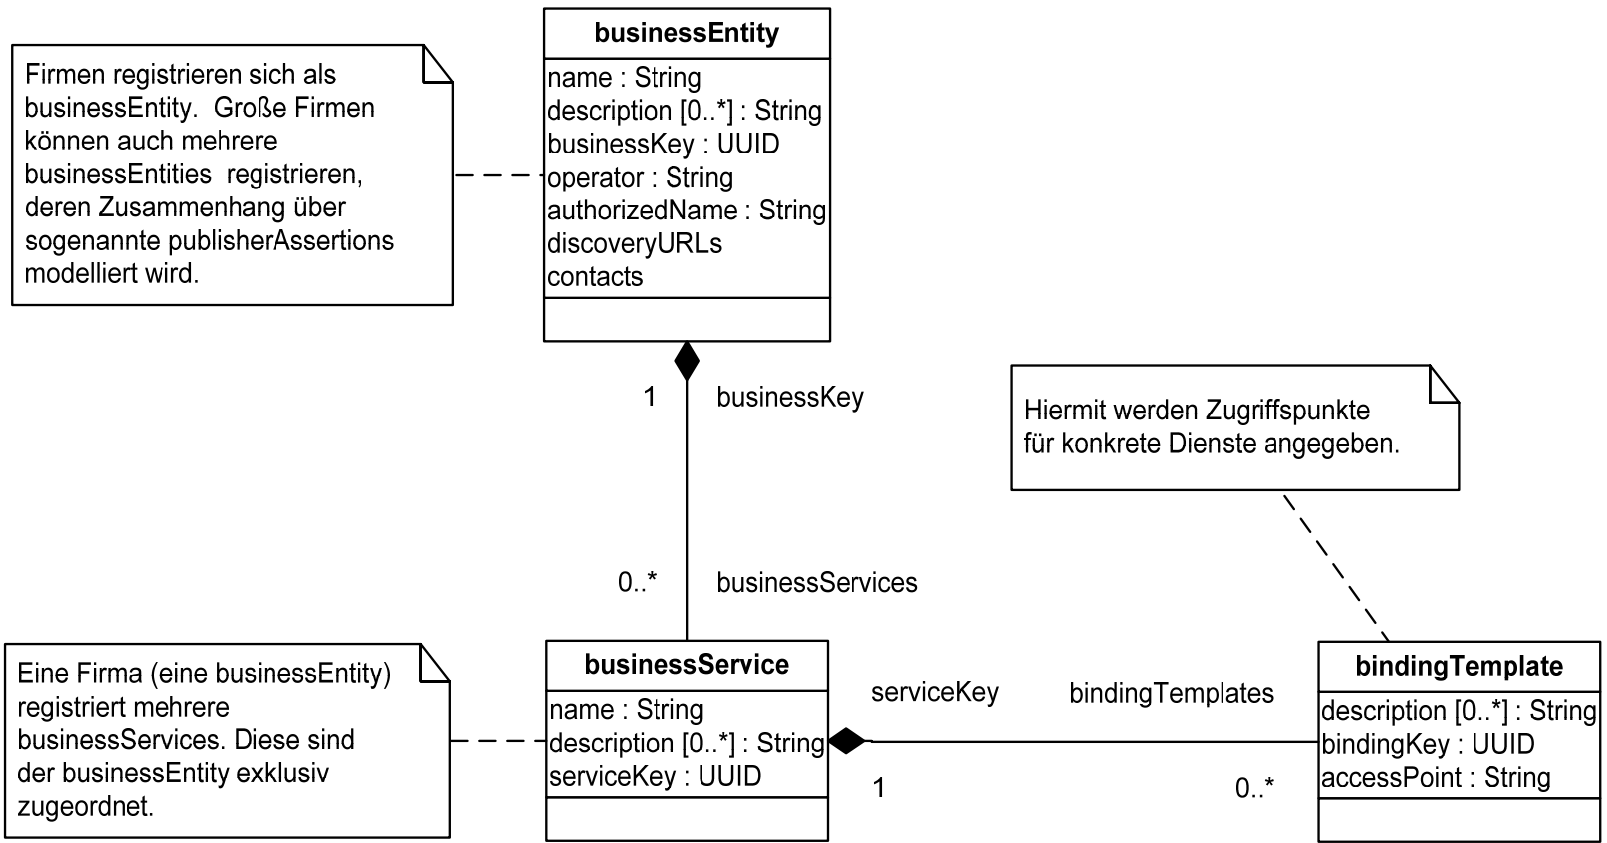 businessEntity
name : String
description [0..*] : String
businessKey : UUID
operator : String
authorizedName : String
discoveryURLs
contacts
Firmen registrieren sich als
businessEntity.  Große Firmen
können auch mehrere
businessEntities  registrieren,
deren Zusammenhang über
sogenannte publisherAssertions
modelliert wird.
1
businessKey
Hiermit werden Zugriffspunkte
für konkrete Dienste angegeben.
0..*
businessServices
Eine Firma (eine businessEntity)
registriert mehrere
businessServices. Diese sind
der businessEntity exklusiv
zugeordnet.
businessService
name : String
description [0..*] : String
serviceKey : UUID
serviceKey
bindingTemplates
1
0..*
bindingTemplate
description [0..*] : String
bindingKey : UUID
accessPoint : String